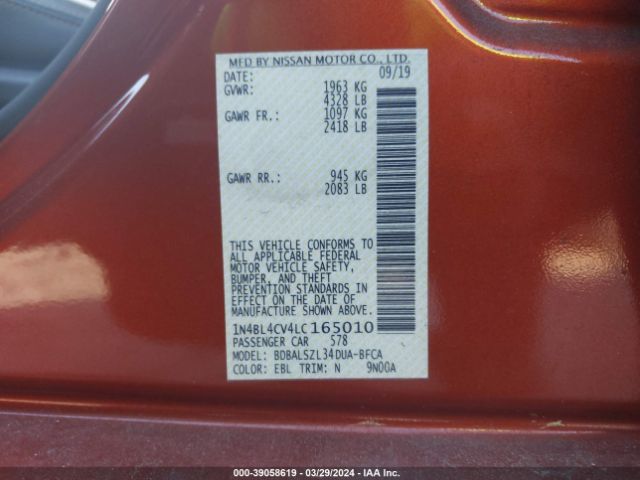 MFD BY NISSAN MOTOR CO., LTD.
DATE: 09/19
GVWR: 1963 KG
4328 LB
GAWR FR.: 1097 KG
2418 LB
GAWR RR.: 945 KG
2083 LB
THIS VEHICLE CONFORMS TO
ALL APPLICABLE FEDERAL
MOTOR VEHICLE SAFETY,
BUMPER, AND THEFT
PREVENTION STANDARDS IN
EFFECT ON THE DATE OF
MANUFACTURE SHOWN ABOVE.
1N4BL4CV4LC165010
PASSENGER CAR 578
MODEL: BDBALSZL34DUA-BFCA
COLOR: EBL TRIM: N 9N00A
000-39058619 / 03/29/2024 / IAA Inc.